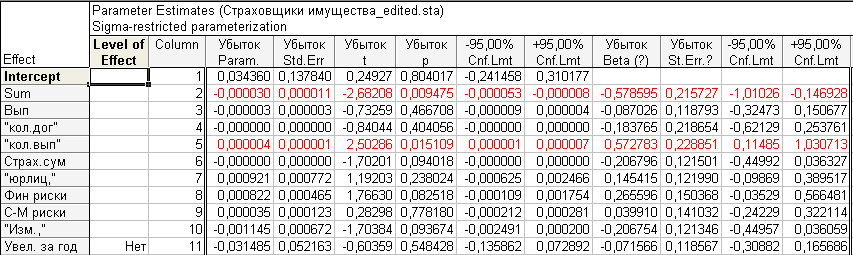 Parameter Estimates (Страховщики имущества_edited.sta)
Sigma-restricted parameterization
Effect Level of Effect Column Убыток Param. Убыток Std.Err Убыток t Убыток p -95,00% Cnf.Lmt +95,00% Cnf.Lmt Убыток Beta (?) Убыток St.Err.? -95,00% Cnf.Lmt +95,00% Cnf.Lmt
Intercept 1 0,034360 0,137840 0,24927 0,804017 -0,241458 0,310177
Sum 2 -0,000030 0,000011 -2,68208 0,009475 -0,000053 -0,000008 -0,578595 0,215727 -1,01026 -0,146928
Вып 3 -0,000003 0,000003 -0,73259 0,466708 -0,000009 0,000004 -0,087026 0,118793 -0,32473 0,150677
"кол.дог" 4 -0,000000 0,000000 -0,84044 0,404056 -0,000000 0,000000 -0,183765 0,218654 -0,62129 0,253761
"кол.вып" 5 0,000004 0,000001 2,50286 0,015109 0,000001 0,000007 0,572783 0,228851 0,11485 1,030713
Страх.сум 6 -0,000000 0,000000 -1,70201 0,094018 -0,000000 0,000000 -0,206796 0,121501 -0,44992 0,036327
"юрлиц," 7 0,000921 0,000772 1,19203 0,238024 -0,000625 0,002466 0,145415 0,121990 -0,09869 0,389517
Фин риски 8 0,000822 0,000465 1,76630 0,082518 -0,000109 0,001754 0,265596 0,150368 -0,03529 0,566481
С-М риски 9 0,000035 0,000123 0,28298 0,778180 -0,000212 0,000281 0,039910 0,141032 -0,24229 0,322114
"Изм.," 10 -0,001145 0,000672 -1,70384 0,093674 -0,002491 0,000200 -0,206754 0,121346 -0,44957 0,036059
Увел. за год Нет 11 -0,031485 0,052163 -0,60359 0,548428 -0,135862 0,072892 -0,071566 0,118567 -0,30882 0,165686